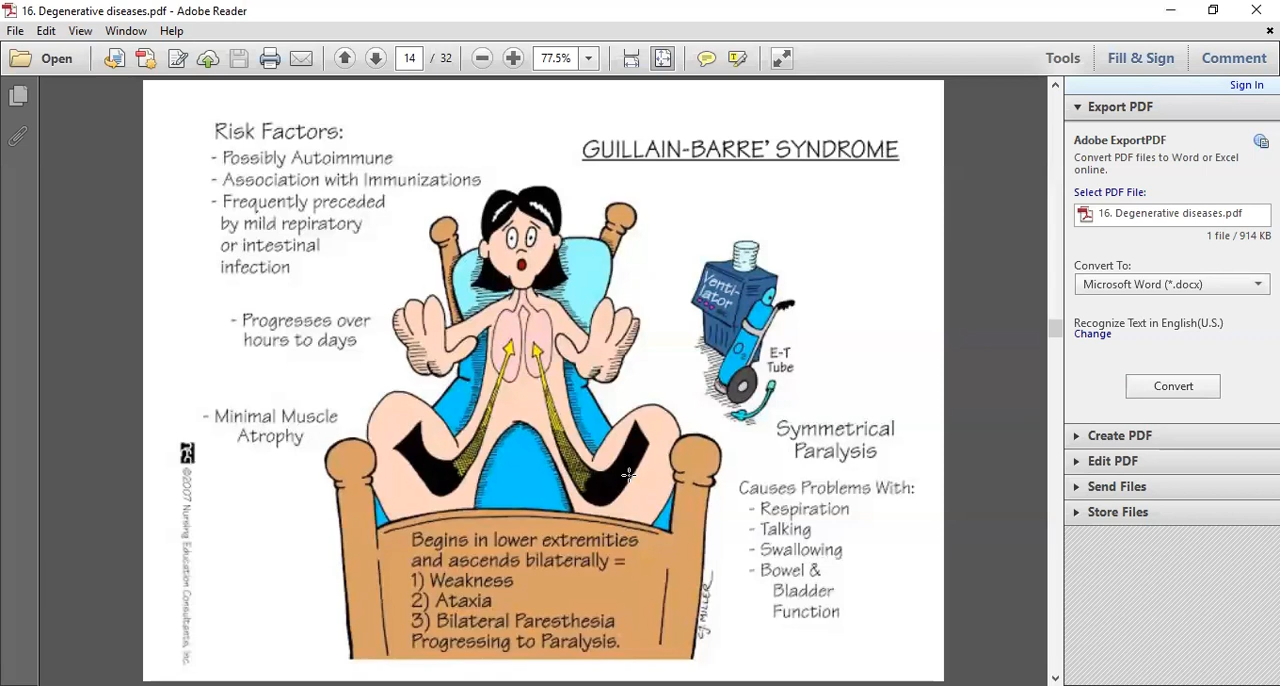 16. Degenerative diseases.pdf - Adobe Reader
File Edit View Window Help
Open 14 / 32 77.5% Tools Fill & Sign Comment
Sign In
Export PDF
Adobe ExportPDF
Convert PDF files to Word or Excel
online.
Select PDF File:
16. Degenerative diseases.pdf
1 file / 914 KB
Convert To:
Microsoft Word (*.docx)
Recognize Text in English(U.S.)
Change
Convert
Create PDF
Edit PDF
Send Files
Store Files
GUILLAIN-BARRE' SYNDROME
Risk Factors:
- Possibly Autoimmune
- Association with Immunizations
- Frequently preceded
by mild repiratory
or intestinal
infection
- Progresses over
hours to days
- Minimal Muscle
Atrophy
Venti-
lator
O2
E-T
Tube
Symmetrical
Paralysis
Causes Problems With:
- Respiration
- Talking
- Swallowing
- Bowel &
Bladder
Function
Begins in lower extremities
and ascends bilaterally =
1) Weakness
2) Ataxia
3) Bilateral Paresthesia
Progressing to Paralysis.
CJ MILLER
©2007 Nursing Education Consultants, Inc.